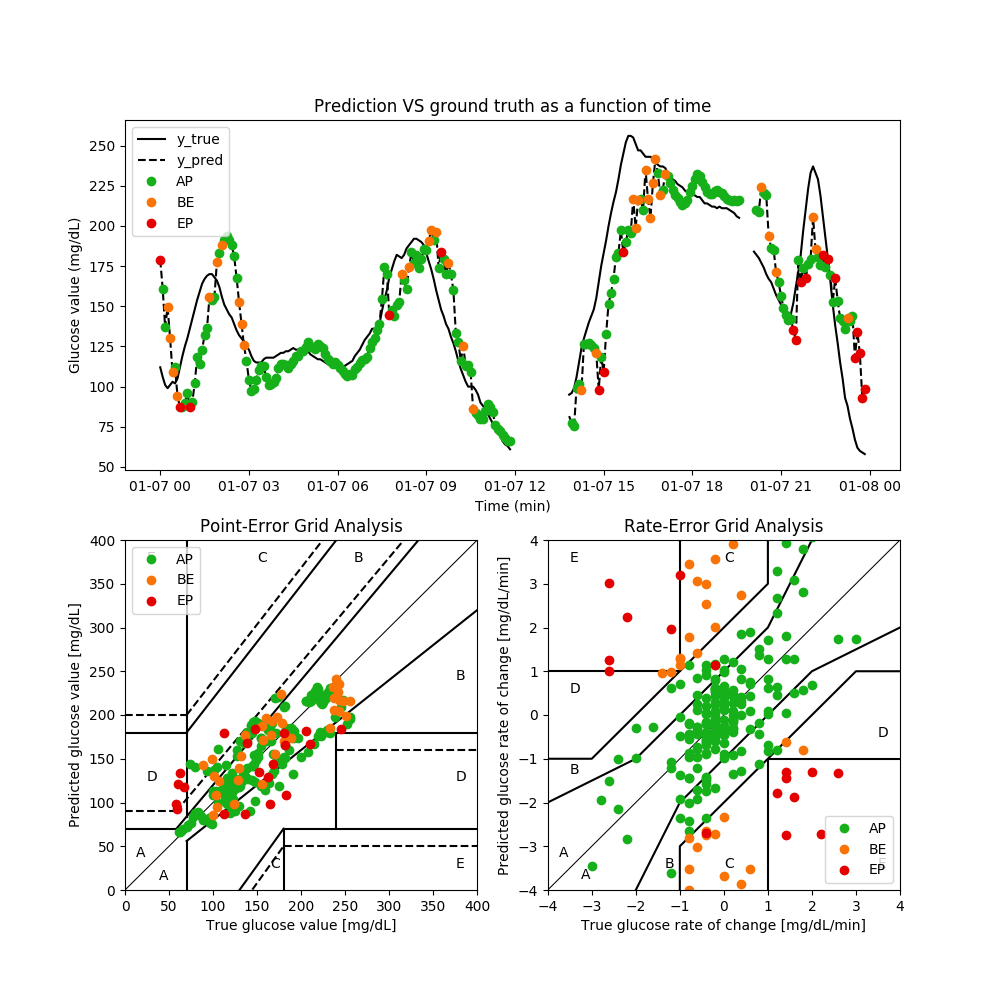 Prediction VS ground truth as a function of time
Glucose value (mg/dL)
250
225
200
175
150
125
100
75
50
y_true
y_pred
AP
BE
EP
01-07 00 01-07 03 01-07 06 01-07 09 01-07 12 01-07 15 01-07 18 01-07 21 01-08 00
Time (min)
Point-Error Grid Analysis
Predicted glucose value [mg/dL]
400
350
300
250
200
150
100
50
0
AP
BE
EP
C B
B
D D
A
A
C E
0 50 100 150 200 250 300 350 400
True glucose value [mg/dL]
Rate-Error Grid Analysis
Predicted glucose rate of change [mg/dL/min]
4
3
2
1
0
−1
−2
−3
−4
E C
D
D
B
A
A
B C
AP
BE
EP
−4 −3 −2 −1 0 1 2 3 4
True glucose rate of change [mg/dL/min]